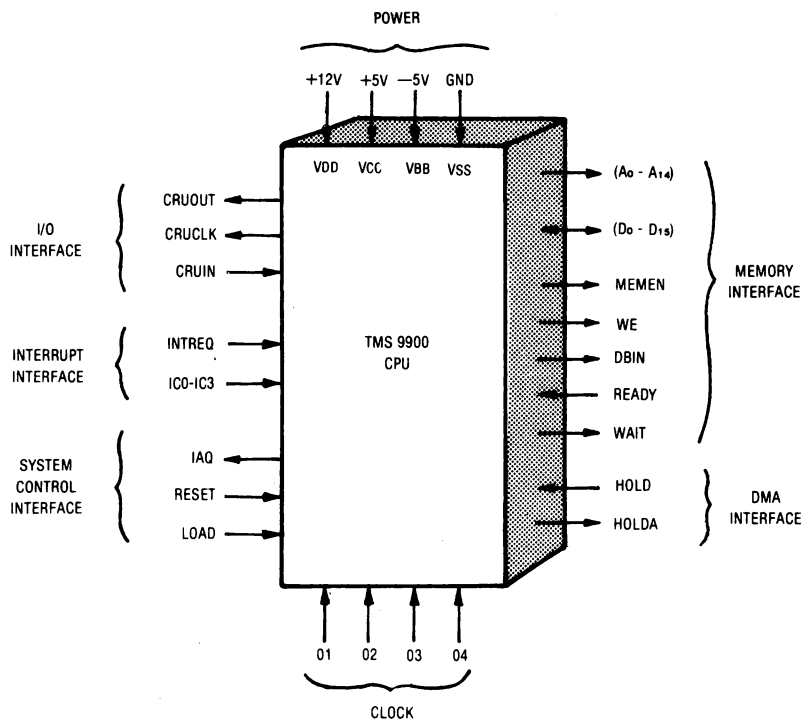 POWER
+12V +5V —5V GND
VDD VCC VBB VSS
I/O
INTERFACE
CRUOUT
CRUCLK
CRUIN
INTERRUPT
INTERFACE
INTREQ
IC0-IC3
SYSTEM
CONTROL
INTERFACE
IAQ
RESET
LOAD
TMS 9900
CPU
(A0 - A14)
(D0 - D15)
MEMEN
WE
DBIN
READY
WAIT
MEMORY
INTERFACE
HOLD
HOLDA
DMA
INTERFACE
01 02 03 04
CLOCK